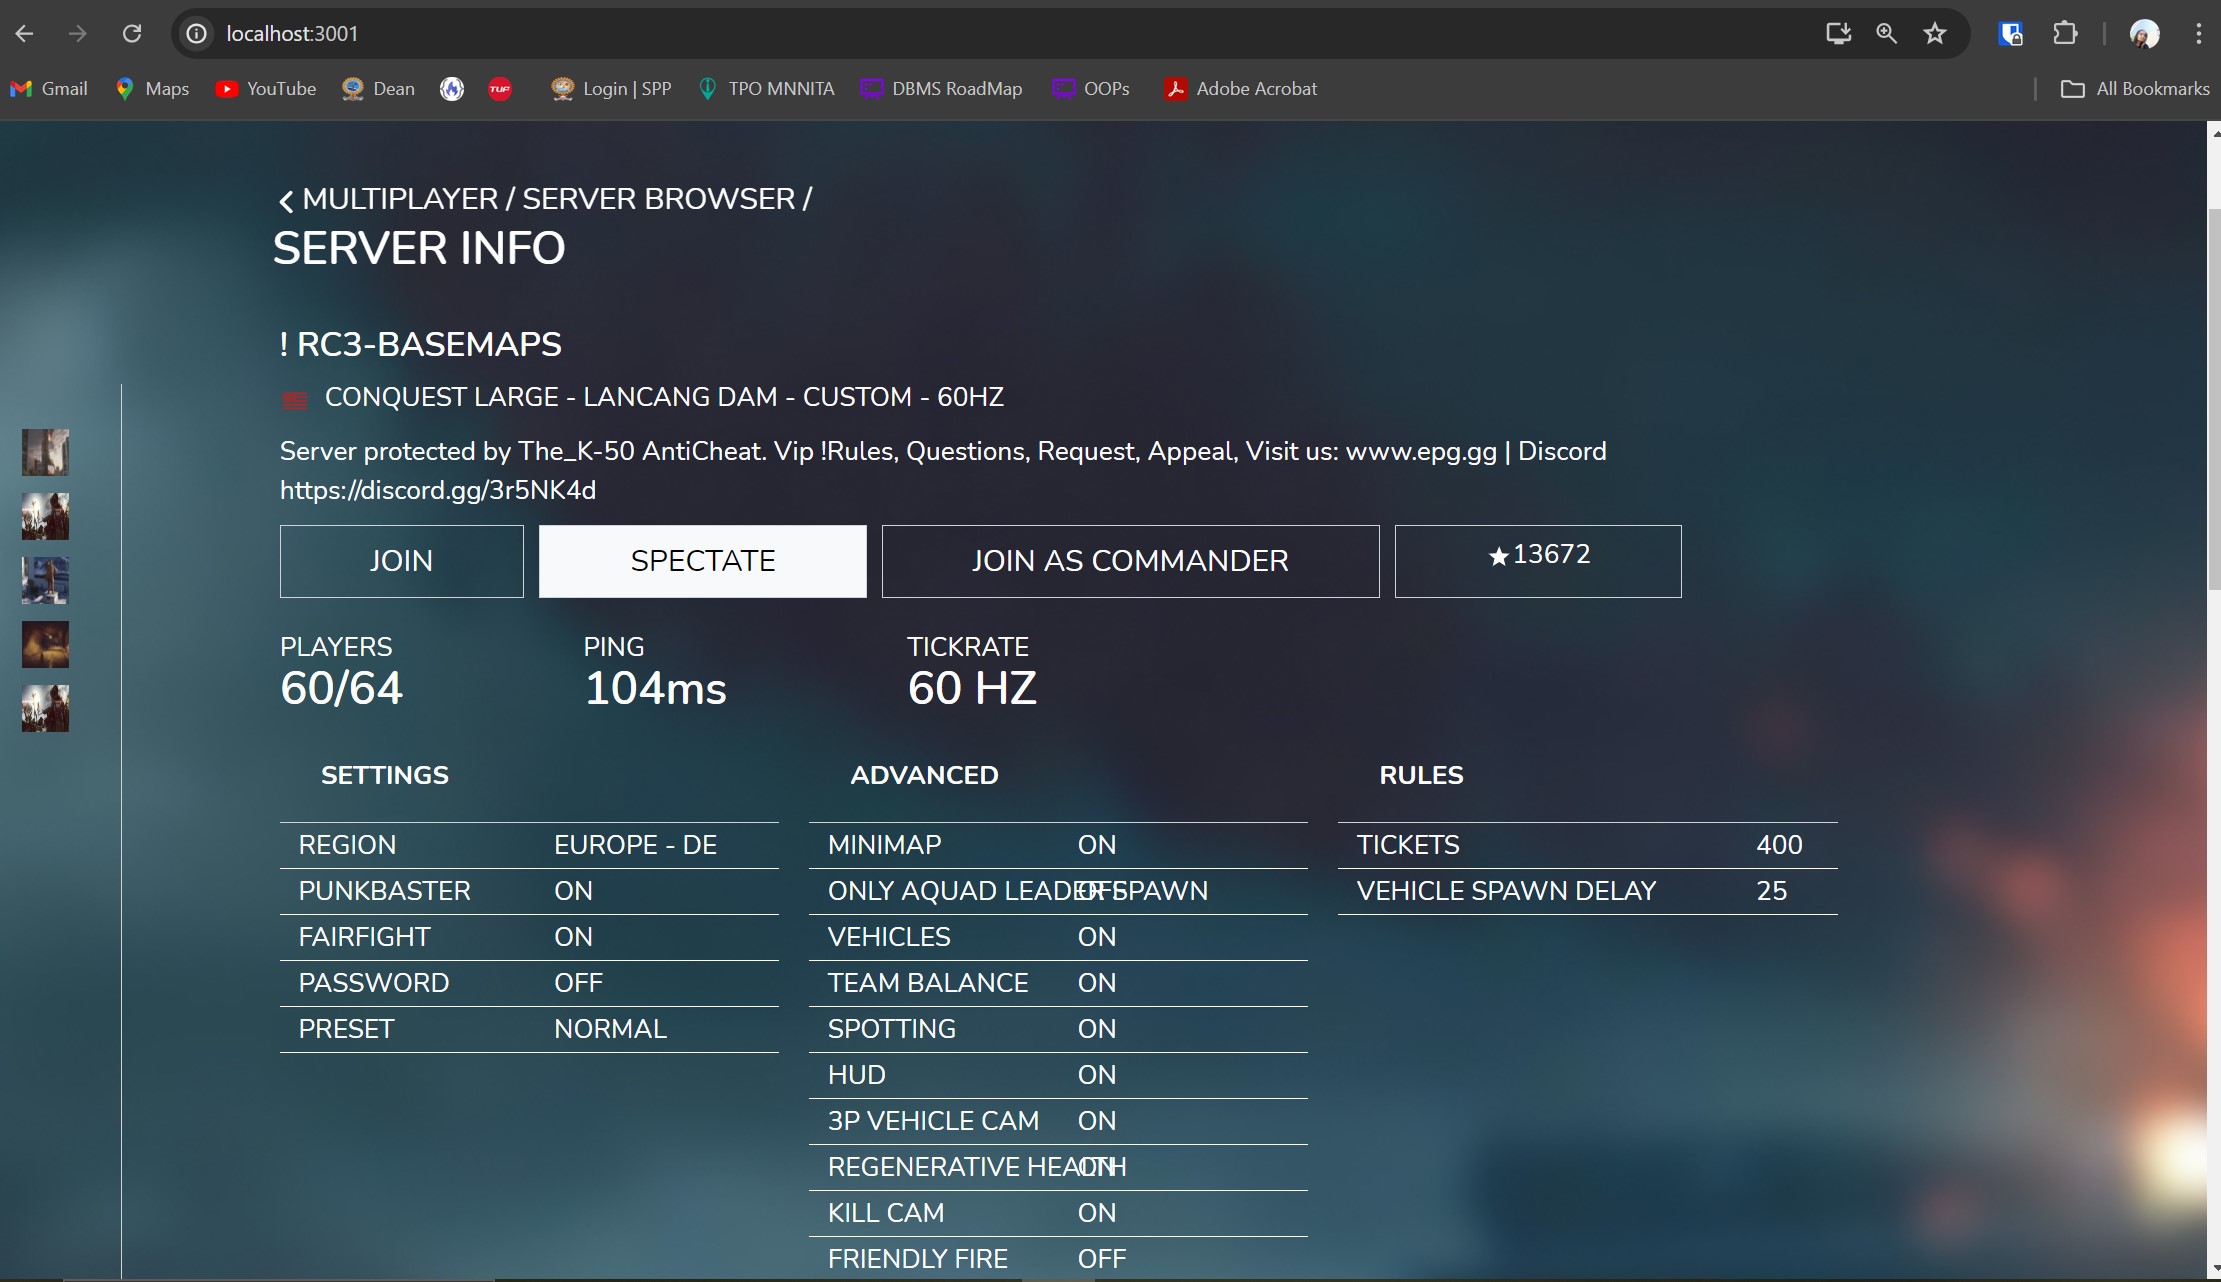 localhost:3001
Gmail
Maps
YouTube
Dean
TUF
Login | SPP
TPO MNNITA
DBMS RoadMap
OOPs
Adobe Acrobat
All Bookmarks
MULTIPLAYER / SERVER BROWSER /
SERVER INFO
! RC3-BASEMAPS
CONQUEST LARGE - LANCANG DAM - CUSTOM - 60HZ
Server protected by The_K-50 AntiCheat. Vip !Rules, Questions, Request, Appeal, Visit us: www.epg.gg | Discord
https://discord.gg/3r5NK4d
JOIN
SPECTATE
JOIN AS COMMANDER
★13672
PLAYERS
60/64
PING
104ms
TICKRATE
60 HZ
SETTINGS
REGION EUROPE - DE
PUNKBASTER ON
FAIRFIGHT ON
PASSWORD OFF
PRESET NORMAL
ADVANCED
MINIMAP ON
ONLY AQUAD LEADER SPAWN OFF
VEHICLES ON
TEAM BALANCE ON
SPOTTING ON
HUD ON
3P VEHICLE CAM ON
REGENERATIVE HEALTH ON
KILL CAM ON
FRIENDLY FIRE OFF
RULES
TICKETS 400
VEHICLE SPAWN DELAY 25